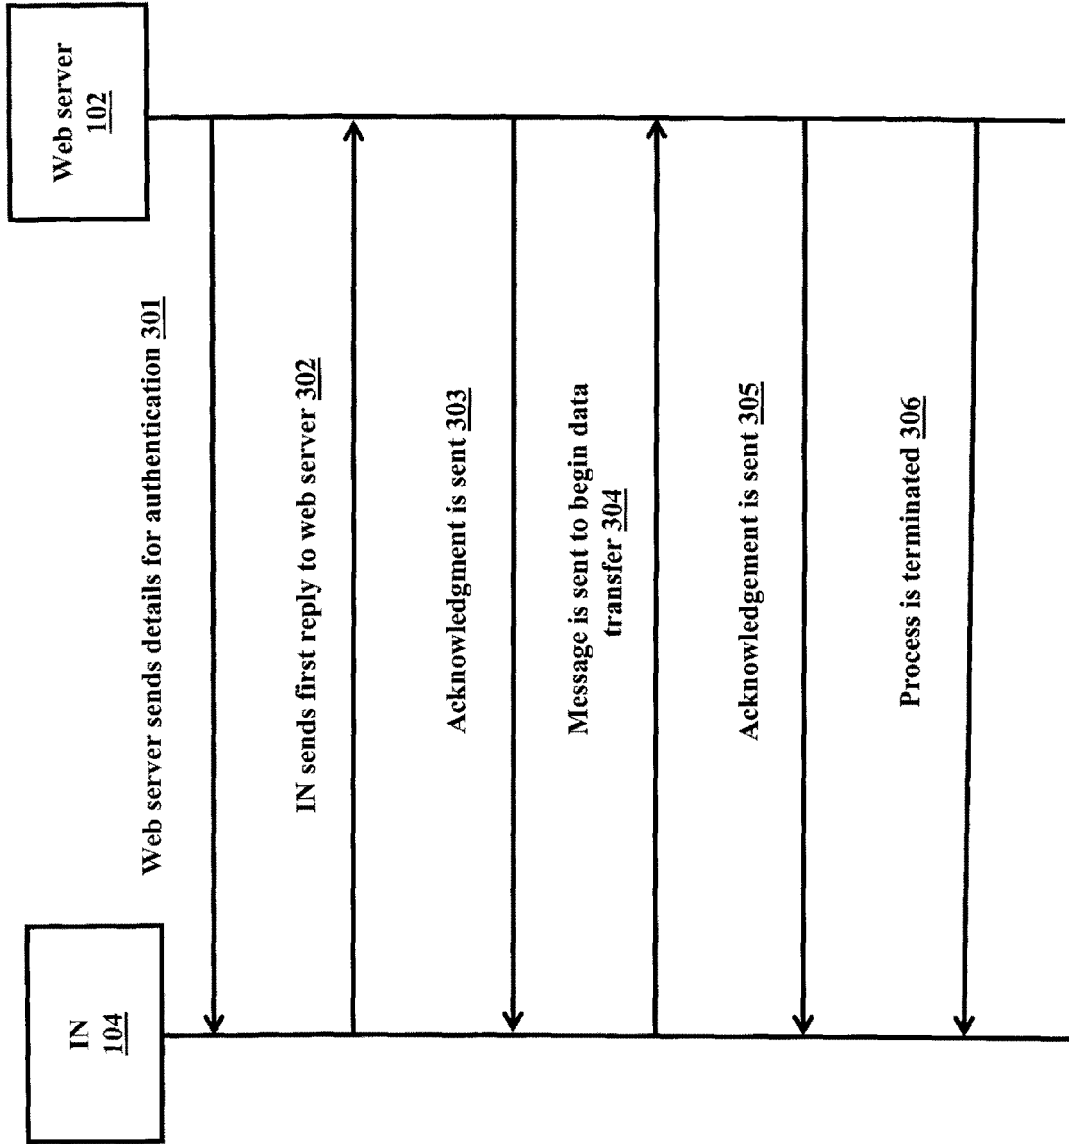 IN
104
Web server
102
Web server sends details for authentication 301
IN sends first reply to web server 302
Acknowledgment is sent 303
Message is sent to begin data
transfer 304
Acknowledgement is sent 305
Process is terminated 306